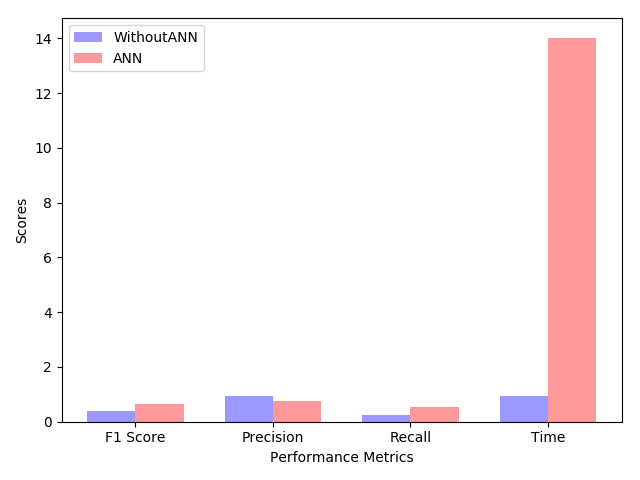 WithoutANN
ANN
14
12
10
8
6
4
2
0
Scores
F1 Score
Precision
Recall
Time
Performance Metrics